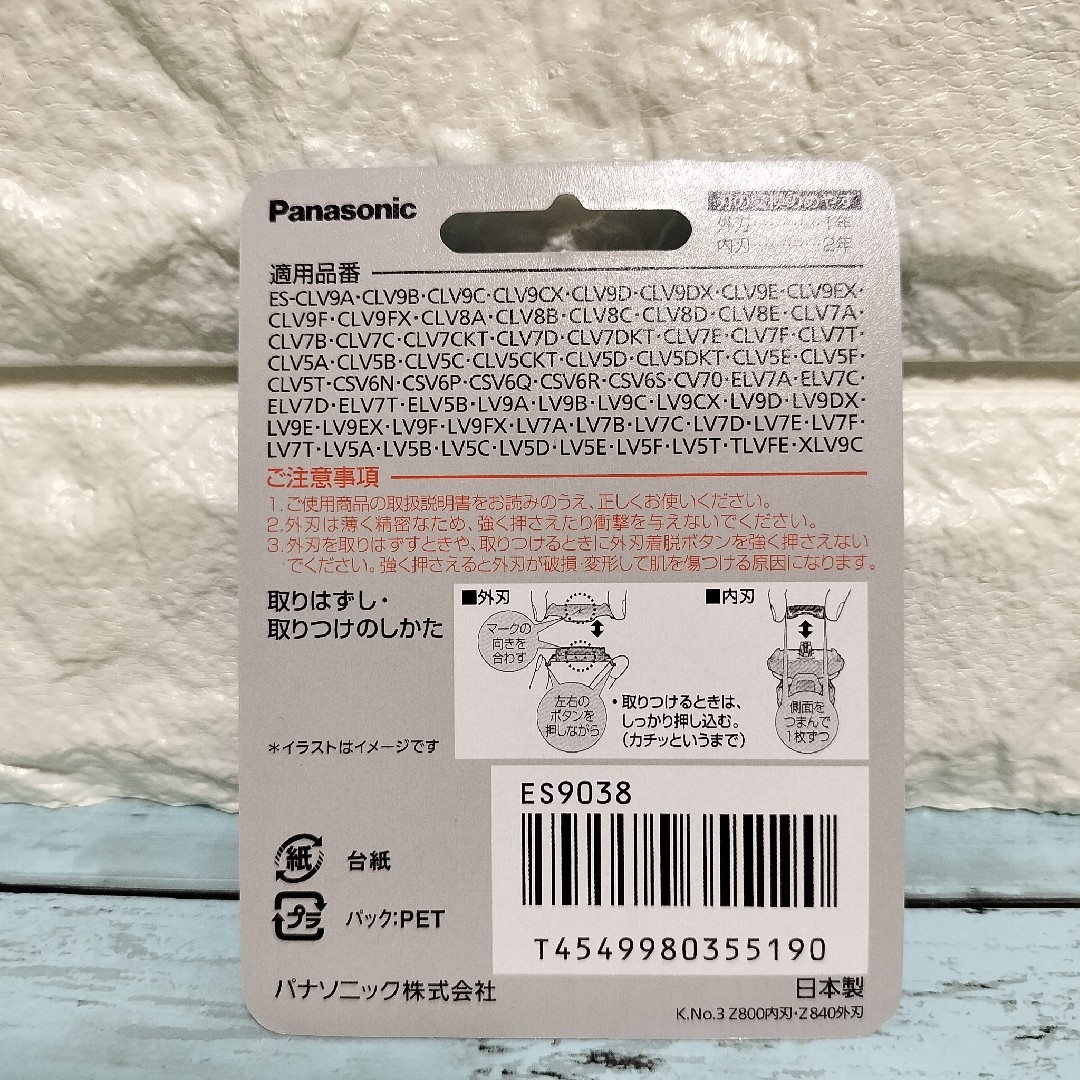 Panasonic
外刃 1年
内刃 2年
適用品番
ES-CLV9A・CLV9B・CLV9C・CLV9CX・CLV9D・CLV9DX・CLV9E・CLV9EX・
CLV9F・CLV9FX・CLV8A・CLV8B・CLV8C・CLV8D・CLV8E・CLV7A・
CLV7B・CLV7C・CLV7CKT・CLV7D・CLV7DKT・CLV7E・CLV7F・CLV7T・
CLV5A・CLV5B・CLV5C・CLV5CKT・CLV5D・CLV5DKT・CLV5E・CLV5F・
CLV5T・CSV6N・CSV6P・CSV6Q・CSV6R・CSV6S・CV70・ELV7A・ELV7C・
ELV7D・ELV7T・ELV5B・LV9A・LV9B・LV9C・LV9CX・LV9D・LV9DX・
LV9E・LV9EX・LV9F・LV9FX・LV7A・LV7B・LV7C・LV7D・LV7E・LV7F・
LV7T・LV5A・LV5B・LV5C・LV5D・LV5E・LV5F・LV5T・TLVFE・XLV9C
ご注意事項
1.ご使用商品の取扱説明書をお読みのうえ、正しくお使いください。
2.外刃は薄く精密なため、強く押さえたり衝撃を与えないでください。
3.外刃を取りはずすときや、取りつけるときに外刃着脱ボタンを強く押さえない
でください。強く押さえると外刃が破損・変形して肌を傷つける原因になります。
取りはずし・
取りつけのしかた
*イラストはイメージです
■外刃
マークの
向きを
合わす
左右の
ボタンを
押しながら
・取りつけるときは、
しっかり押し込む。
(カチッというまで)
■内刃
側面を
つまんで
1枚ずつ
ES9038
T4549980355190
紙 台紙
プラ パック:PET
パナソニック株式会社
日本製
K.No.3 Z800内刃・Z840外刃